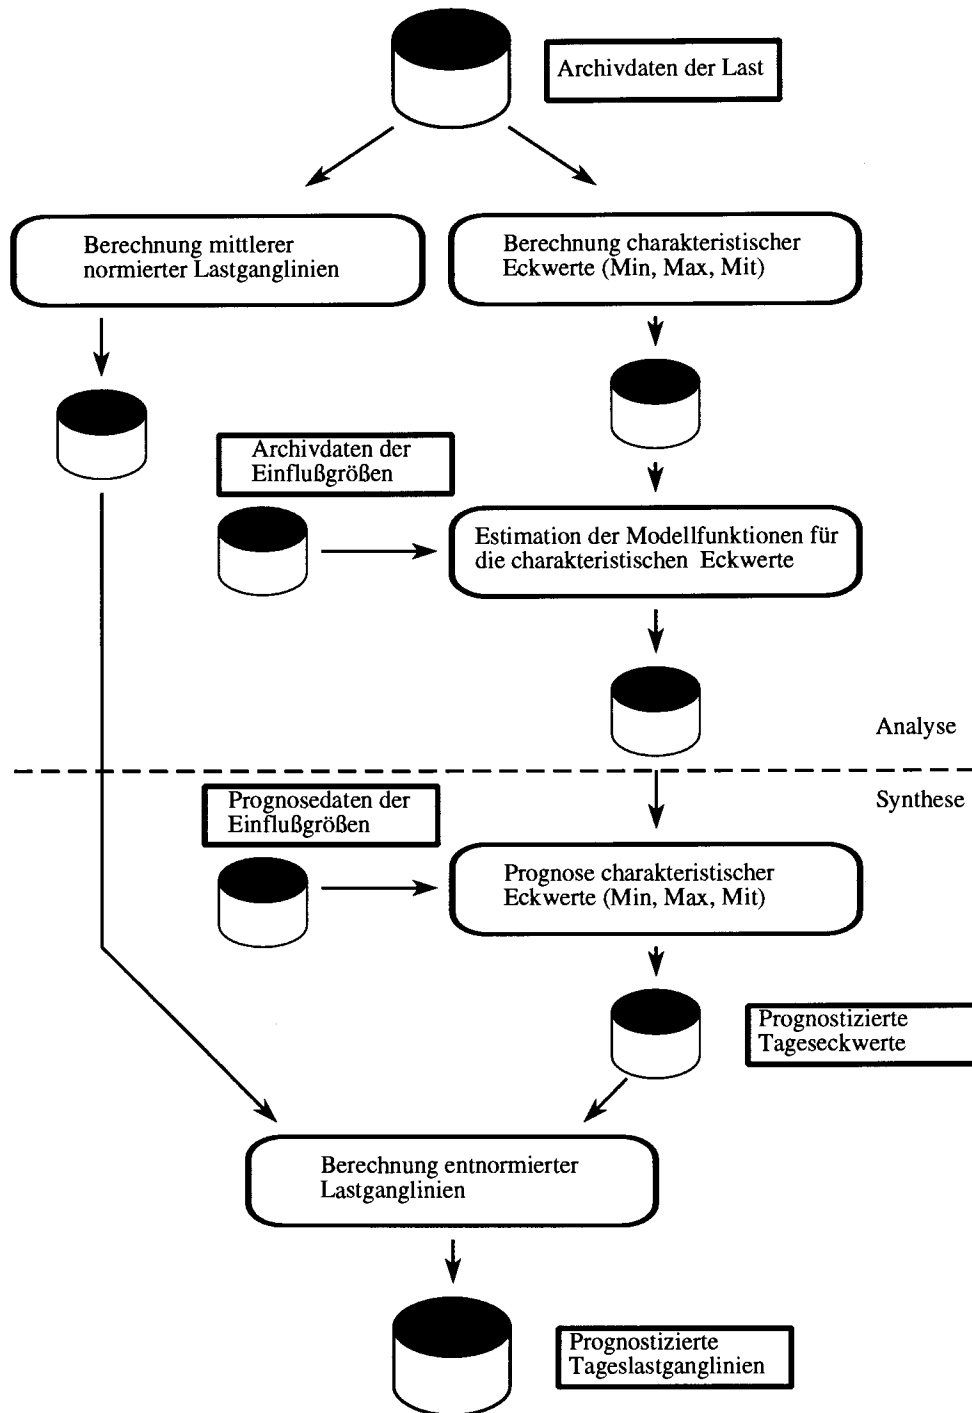 Archivdaten der Last
Berechnung mittlerer
normierter Lastganglinien
Berechnung charakteristischer
Eckwerte (Min, Max, Mit)
Archivdaten der
Einflußgrößen
Estimation der Modellfunktionen für
die charakteristischen Eckwerte
Analyse
Synthese
Prognosedaten der
Einflußgrößen
Prognose charakteristischer
Eckwerte (Min, Max, Mit)
Prognostizierte
Tageseckwerte
Berechnung entnormierter
Lastganglinien
Prognostizierte
Tageslastganglinien